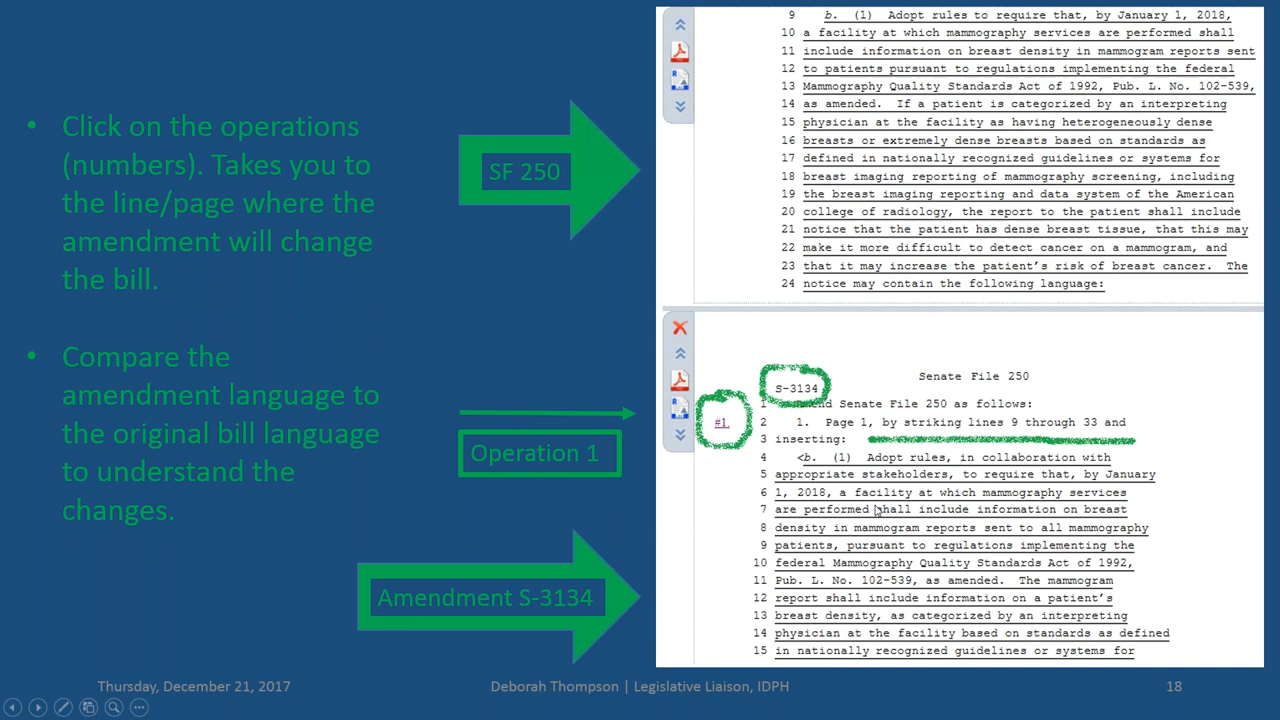 • Click on the operations
(numbers). Takes you to
the line/page where the
amendment will change
the bill.
• Compare the
amendment language to
the original bill language
to understand the
changes.
SF 250
Operation 1
Amendment S-3134
9 b. (1) Adopt rules to require that, by January 1, 2018,
10 a facility at which mammography services are performed shall
11 include information on breast density in mammogram reports sent
12 to patients pursuant to regulations implementing the federal
13 Mammography Quality Standards Act of 1992, Pub. L. No. 102-539,
14 as amended. If a patient is categorized by an interpreting
15 physician at the facility as having heterogeneously dense
16 breasts or extremely dense breasts based on standards as
17 defined in nationally recognized guidelines or systems for
18 breast imaging reporting of mammography screening, including
19 the breast imaging reporting and data system of the American
20 college of radiology, the report to the patient shall include
21 notice that the patient has dense breast tissue, that this may
22 make it more difficult to detect cancer on a mammogram, and
23 that it may increase the patient's risk of breast cancer. The
24 notice may contain the following language:
Senate File 250
S-3134
1 Senate File 250 as follows:
#1.
2 1. Page 1, by striking lines 9 through 33 and
3 inserting:
4 <b. (1) Adopt rules, in collaboration with
5 appropriate stakeholders, to require that, by January
6 1, 2018, a facility at which mammography services
7 are performed shall include information on breast
8 density in mammogram reports sent to all mammography
9 patients, pursuant to regulations implementing the
10 federal Mammography Quality Standards Act of 1992,
11 Pub. L. No. 102-539, as amended. The mammogram
12 report shall include information on a patient's
13 breast density, as categorized by an interpreting
14 physician at the facility based on standards as defined
15 in nationally recognized guidelines or systems for
Thursday, December 21, 2017
Deborah Thompson | Legislative Liaison, IDPH
18